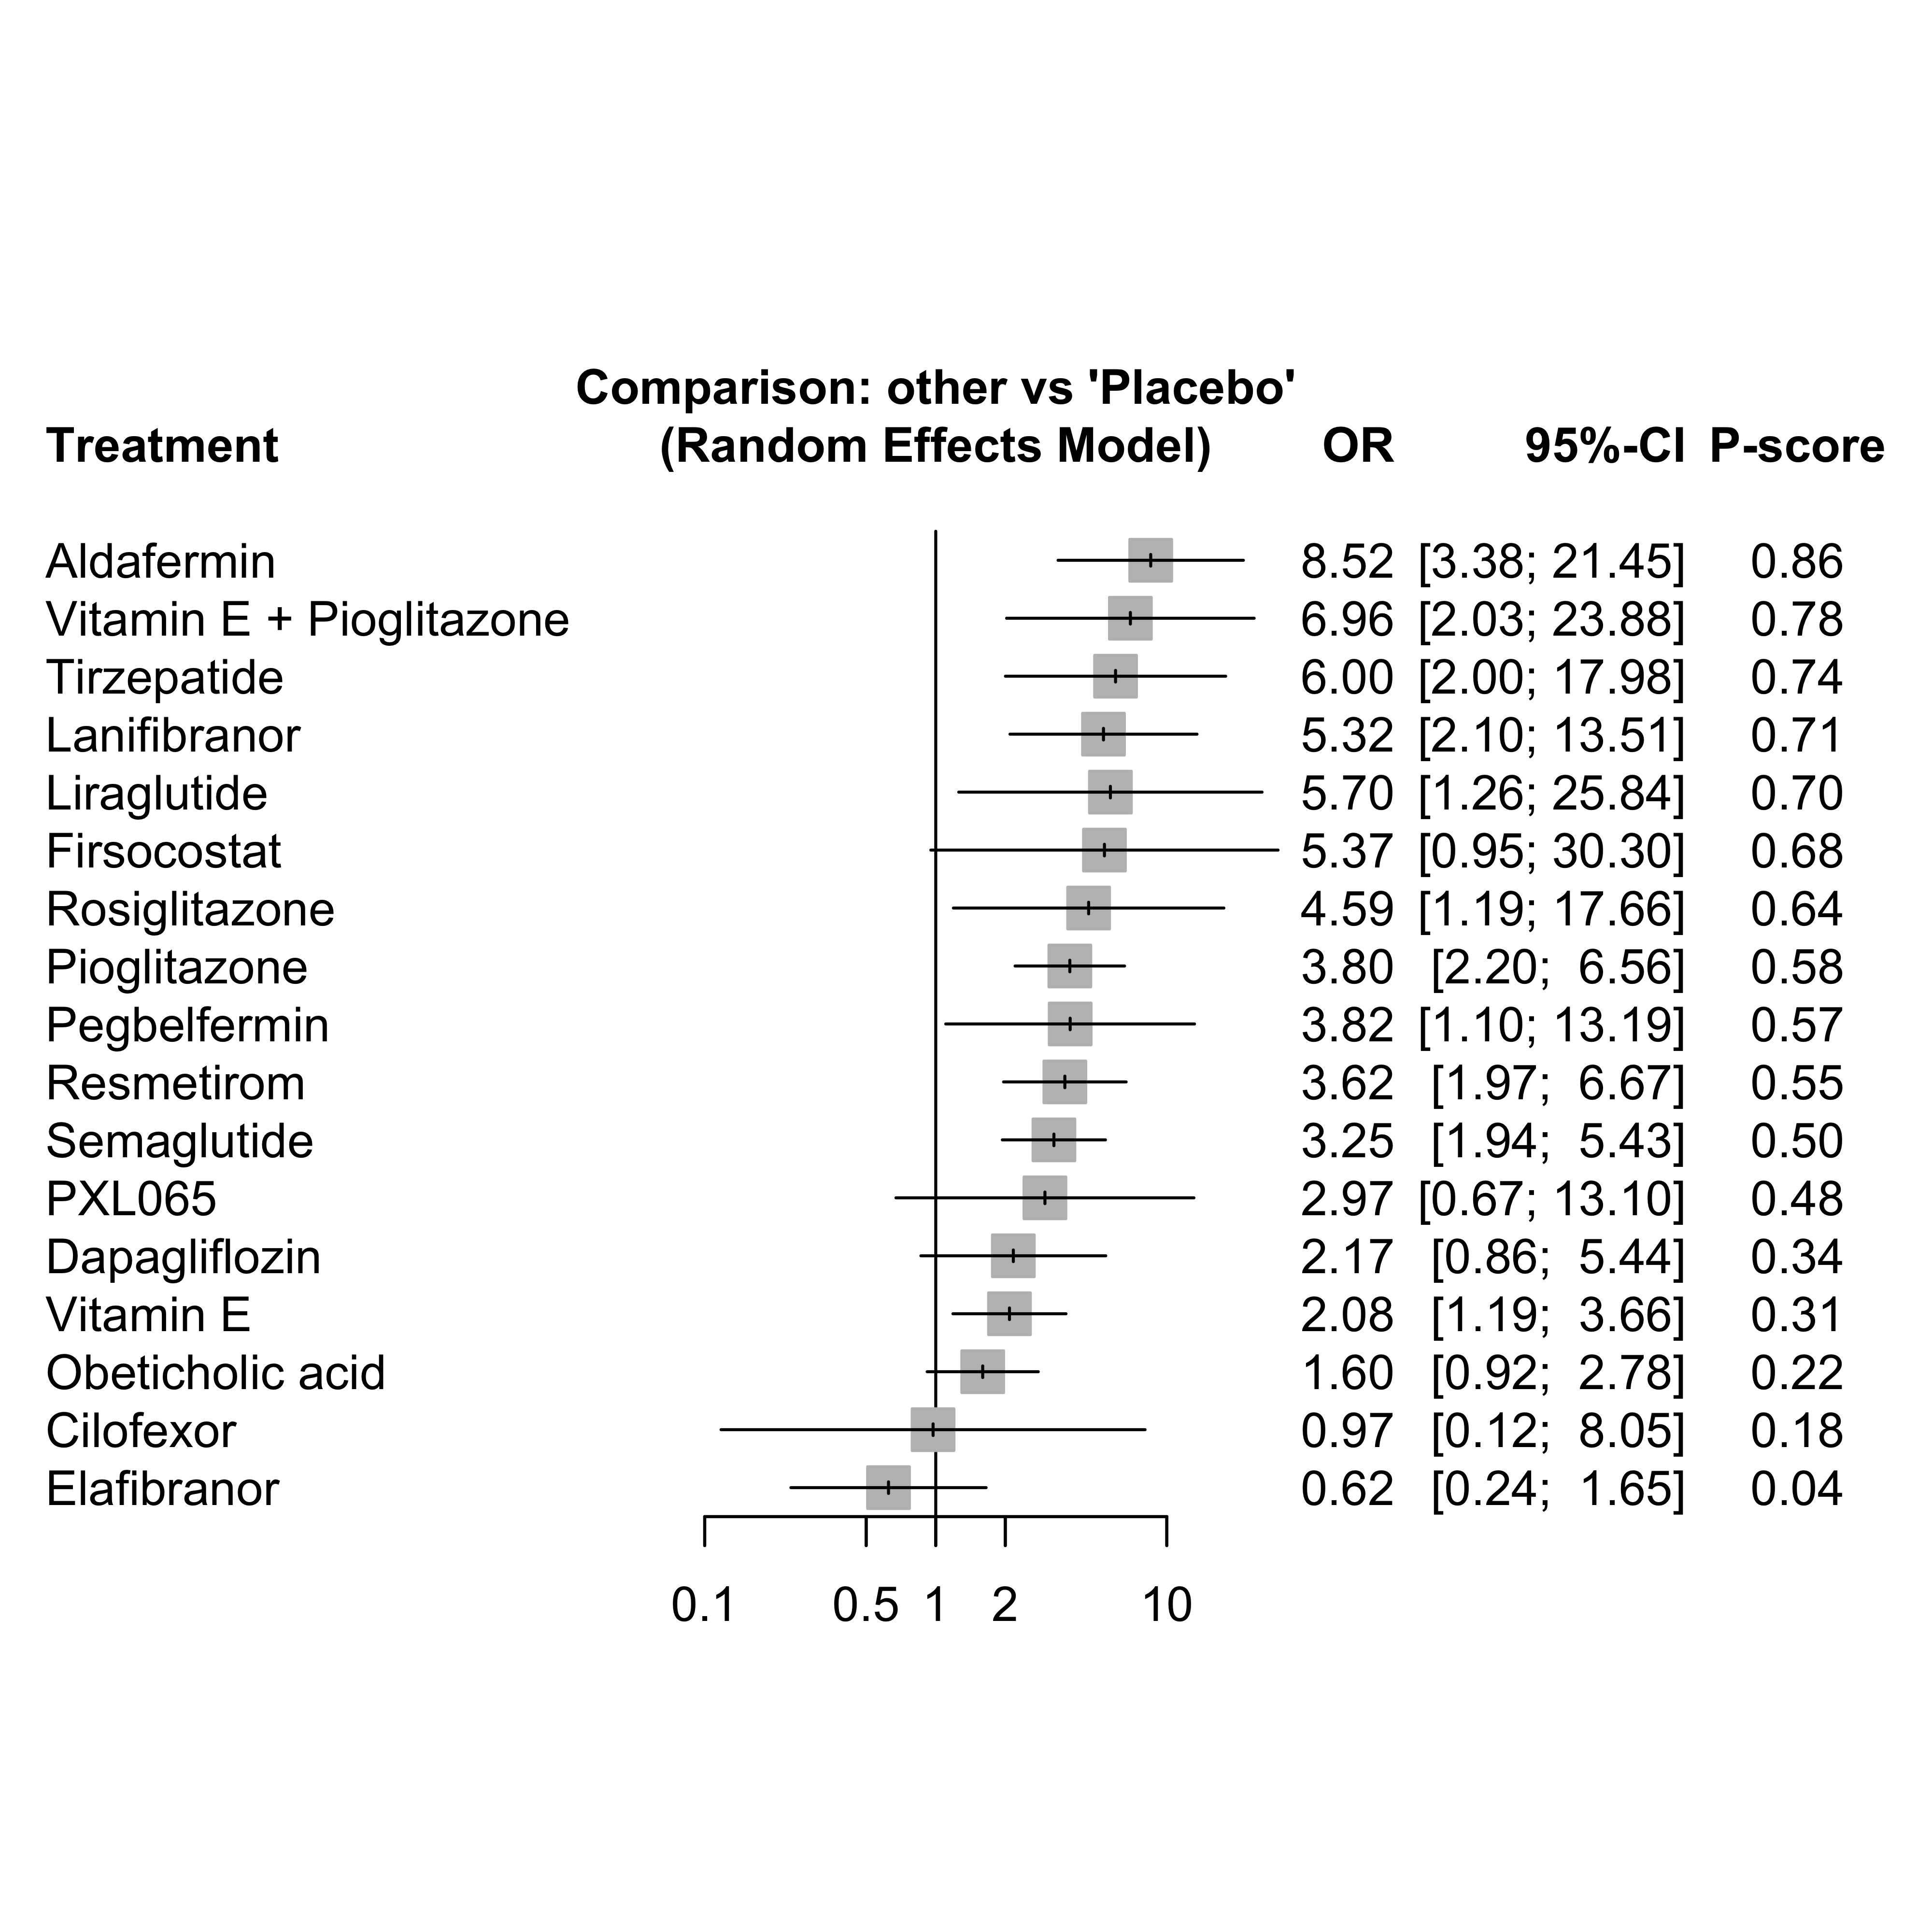 Comparison: other vs 'Placebo'
Treatment (Random Effects Model) OR 95%-CI P-score
Aldafermin 8.52 [3.38; 21.45] 0.86
Vitamin E + Pioglitazone 6.96 [2.03; 23.88] 0.78
Tirzepatide 6.00 [2.00; 17.98] 0.74
Lanifibranor 5.32 [2.10; 13.51] 0.71
Liraglutide 5.70 [1.26; 25.84] 0.70
Firsocostat 5.37 [0.95; 30.30] 0.68
Rosiglitazone 4.59 [1.19; 17.66] 0.64
Pioglitazone 3.80 [2.20; 6.56] 0.58
Pegbelfermin 3.82 [1.10; 13.19] 0.57
Resmetirom 3.62 [1.97; 6.67] 0.55
Semaglutide 3.25 [1.94; 5.43] 0.50
PXL065 2.97 [0.67; 13.10] 0.48
Dapagliflozin 2.17 [0.86; 5.44] 0.34
Vitamin E 2.08 [1.19; 3.66] 0.31
Obeticholic acid 1.60 [0.92; 2.78] 0.22
Cilofexor 0.97 [0.12; 8.05] 0.18
Elafibranor 0.62 [0.24; 1.65] 0.04
0.1 0.5 1 2 10